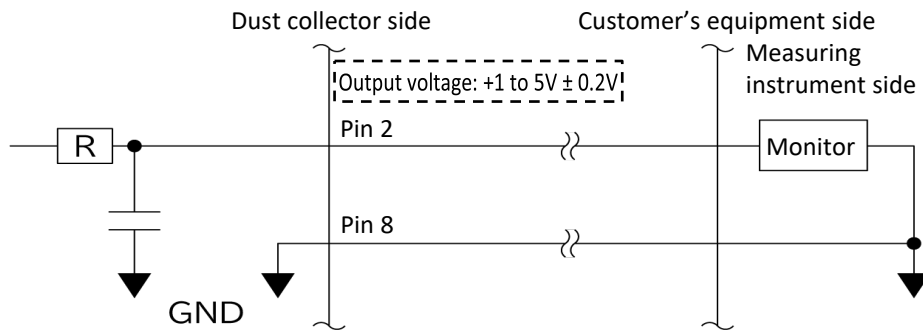 Dust collector side
Customer's equipment side
Measuring
instrument side
Output voltage: +1 to 5V ± 0.2V
Pin 2
R
Monitor
Pin 8
GND